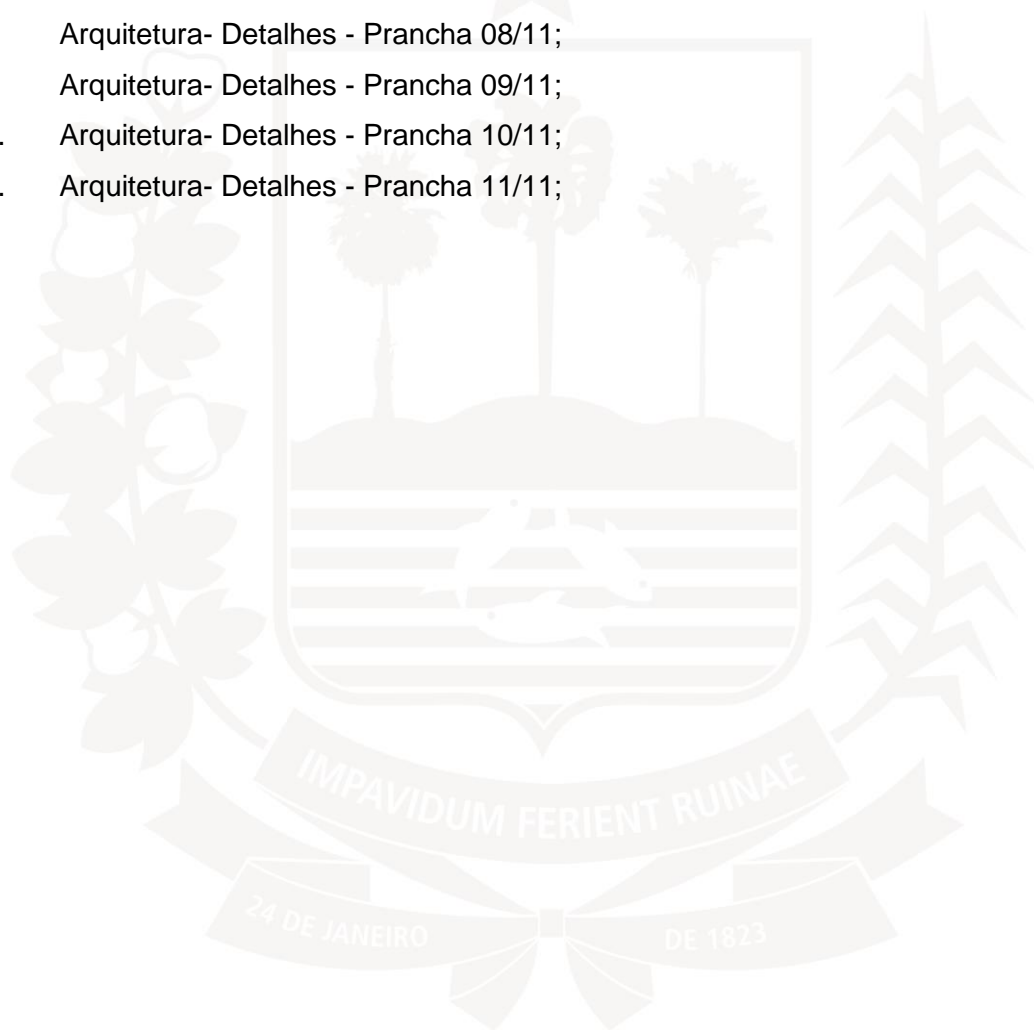 Arquitetura- Detalhes - Prancha 08/11;
Arquitetura- Detalhes - Prancha 09/11;
. Arquitetura- Detalhes - Prancha 10/11;
. Arquitetura- Detalhes - Prancha 11/11;
IMPAVIDUM FERIENT RUINAE
24 DE JANEIRO DE 1823